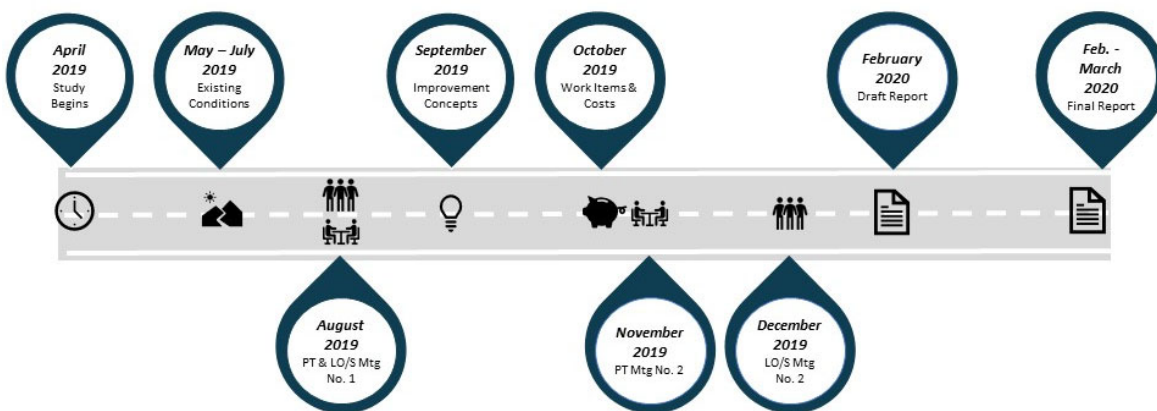 April
2019
Study
Begins
May – July
2019
Existing
Conditions
September
2019
Improvement
Concepts
October
2019
Work Items &
Costs
February
2020
Draft Report
Feb. -
March
2020
Final Report
August
2019
PT & LO/S Mtg
No. 1
November
2019
PT Mtg No. 2
December
2019
LO/S Mtg
No. 2